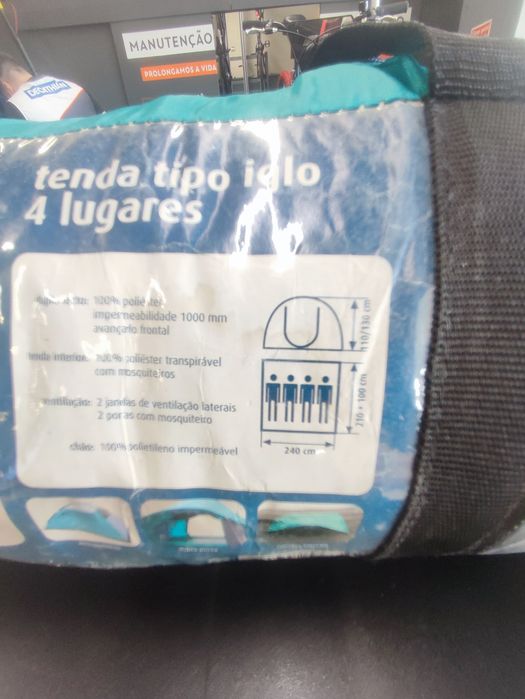 MANUTENÇÃO
PROLONGAMOS A VIDA
DECATHLON
tenda tipo iglo
4 lugares
100% poliéster
impermeabilidade 1000 mm
avançado frontal
tenda interior: 100% poliéster transpirável
com mosquiteiros
ventilação: 2 janelas de ventilação laterais
2 portas com mosquiteiro
chão: 100% polietileno impermeável
110/130 cm
210 + 100 cm
240 cm